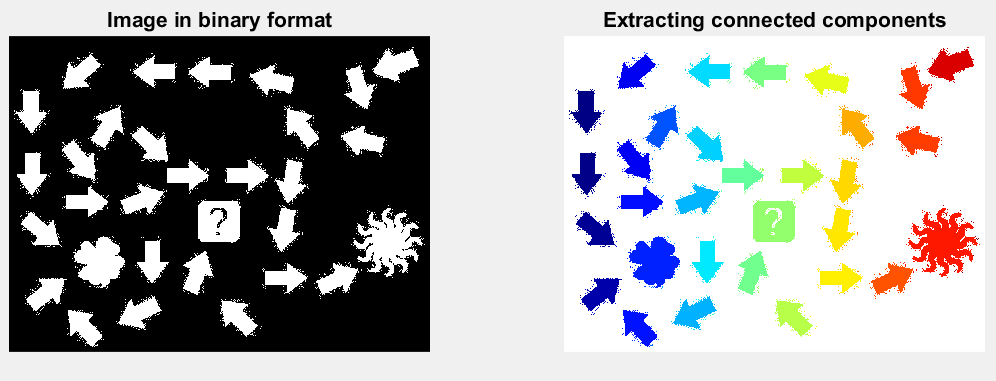 Image in binary format
Extracting connected components
?
?